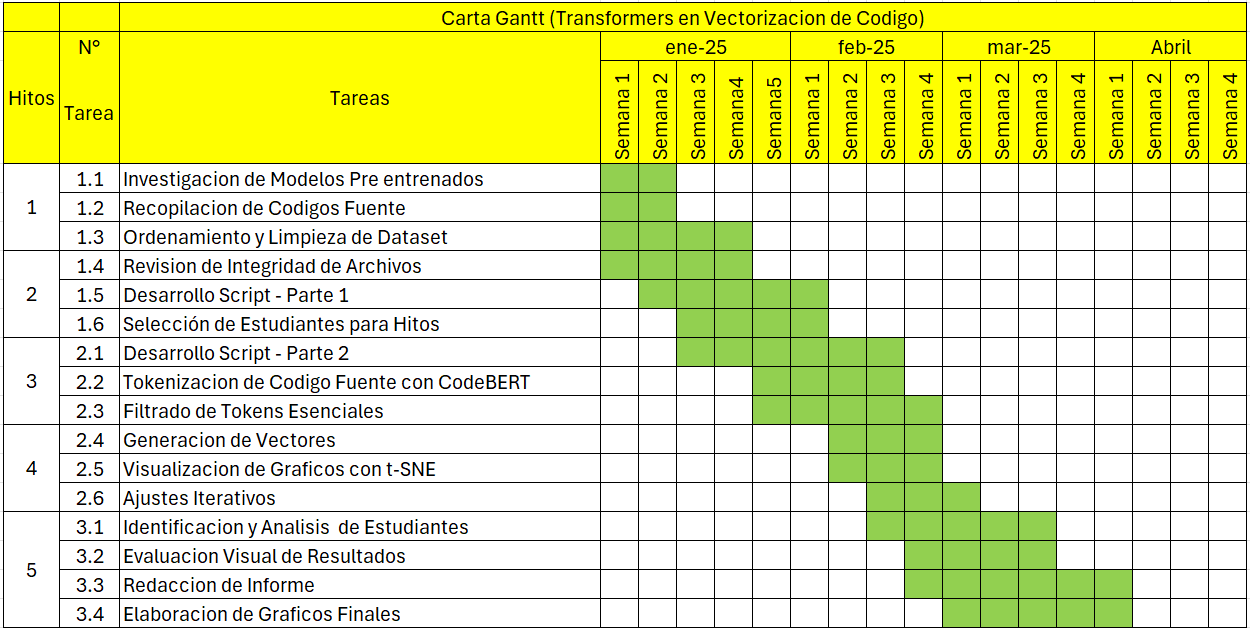 Carta Gantt (Transformers en Vectorizacion de Codigo)
Hitos
N°
Tarea
Tareas
ene-25 feb-25 mar-25 Abril
Semana 1 Semana 2 Semana 3 Semana4 Semana5 Semana 1 Semana 2 Semana 3 Semana 4 Semana 1 Semana 2 Semana 3 Semana 4 Semana 1 Semana 2 Semana 3 Semana 4
1
1.1 Investigacion de Modelos Pre entrenados
1.2 Recopilacion de Codigos Fuente
1.3 Ordenamiento y Limpieza de Dataset
2
1.4 Revision de Integridad de Archivos
1.5 Desarrollo Script - Parte 1
1.6 Selección de Estudiantes para Hitos
3
2.1 Desarrollo Script - Parte 2
2.2 Tokenizacion de Codigo Fuente con CodeBERT
2.3 Filtrado de Tokens Esenciales
4
2.4 Generacion de Vectores
2.5 Visualizacion de Graficos con t-SNE
2.6 Ajustes Iterativos
5
3.1 Identificacion y Analisis  de Estudiantes
3.2 Evaluacion Visual de Resultados
3.3 Redaccion de Informe
3.4 Elaboracion de Graficos Finales